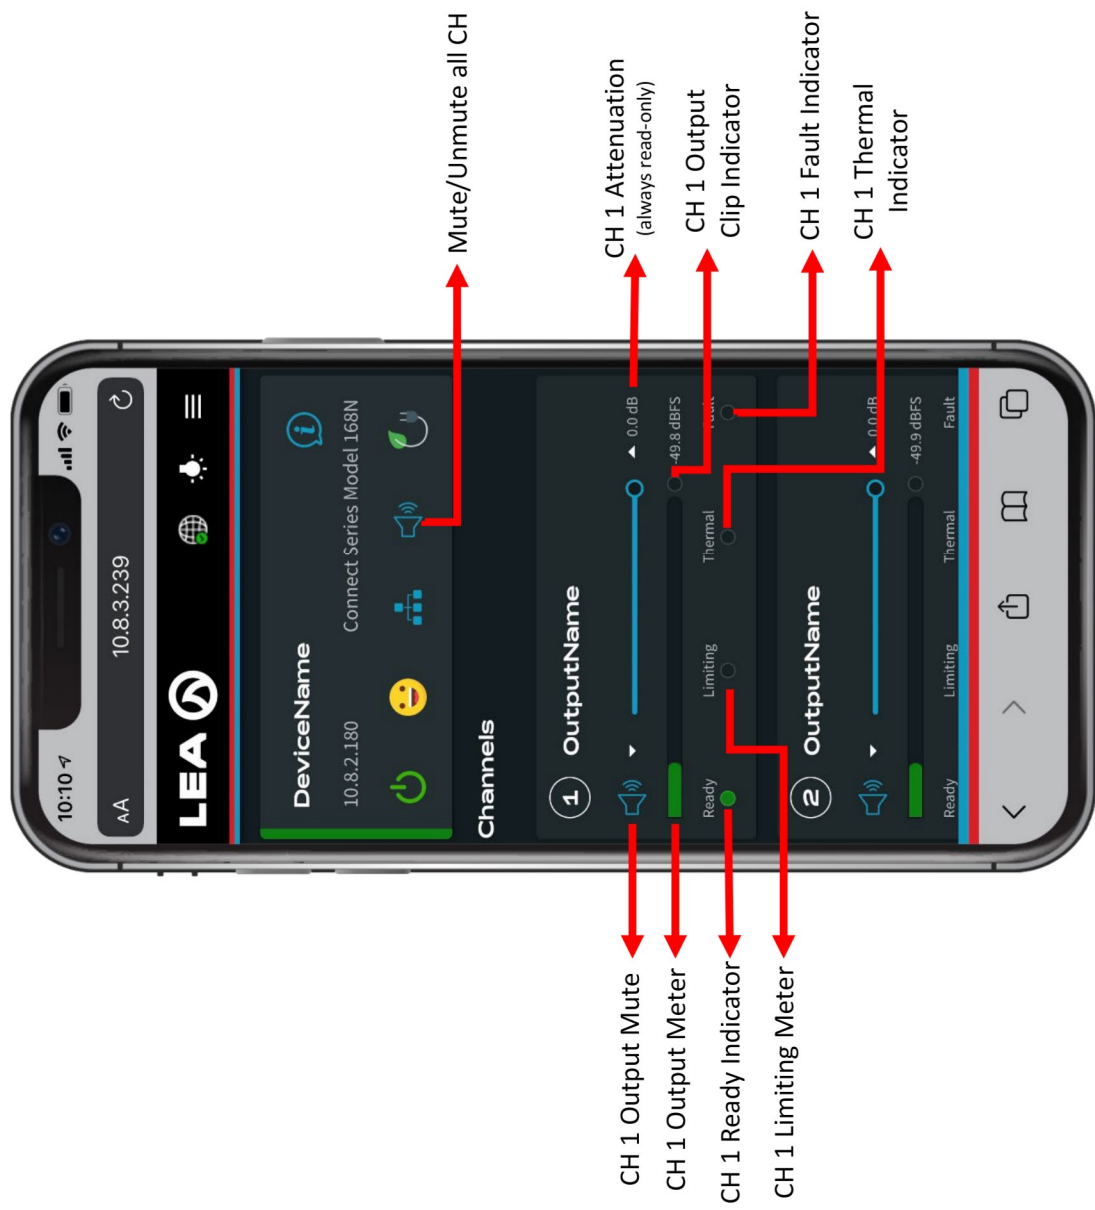 10:10
AA
10.8.3.239
LEA
DeviceName
10.8.2.180
Connect Series Model 168N
Channels
1
OutputName
0.0 dB
-49.8 dBFS
Ready
Limiting
Thermal
Fault
2
OutputName
0.0 dB
-49.9 dBFS
Ready
Limiting
Thermal
Fault
CH 1 Output Mute
CH 1 Output Meter
CH 1 Ready Indicator
CH 1 Limiting Meter
Mute/Unmute all CH
CH 1 Attenuation
(always read-only)
CH 1 Output
Clip Indicator
CH 1 Fault Indicator
CH 1 Thermal
Indicator